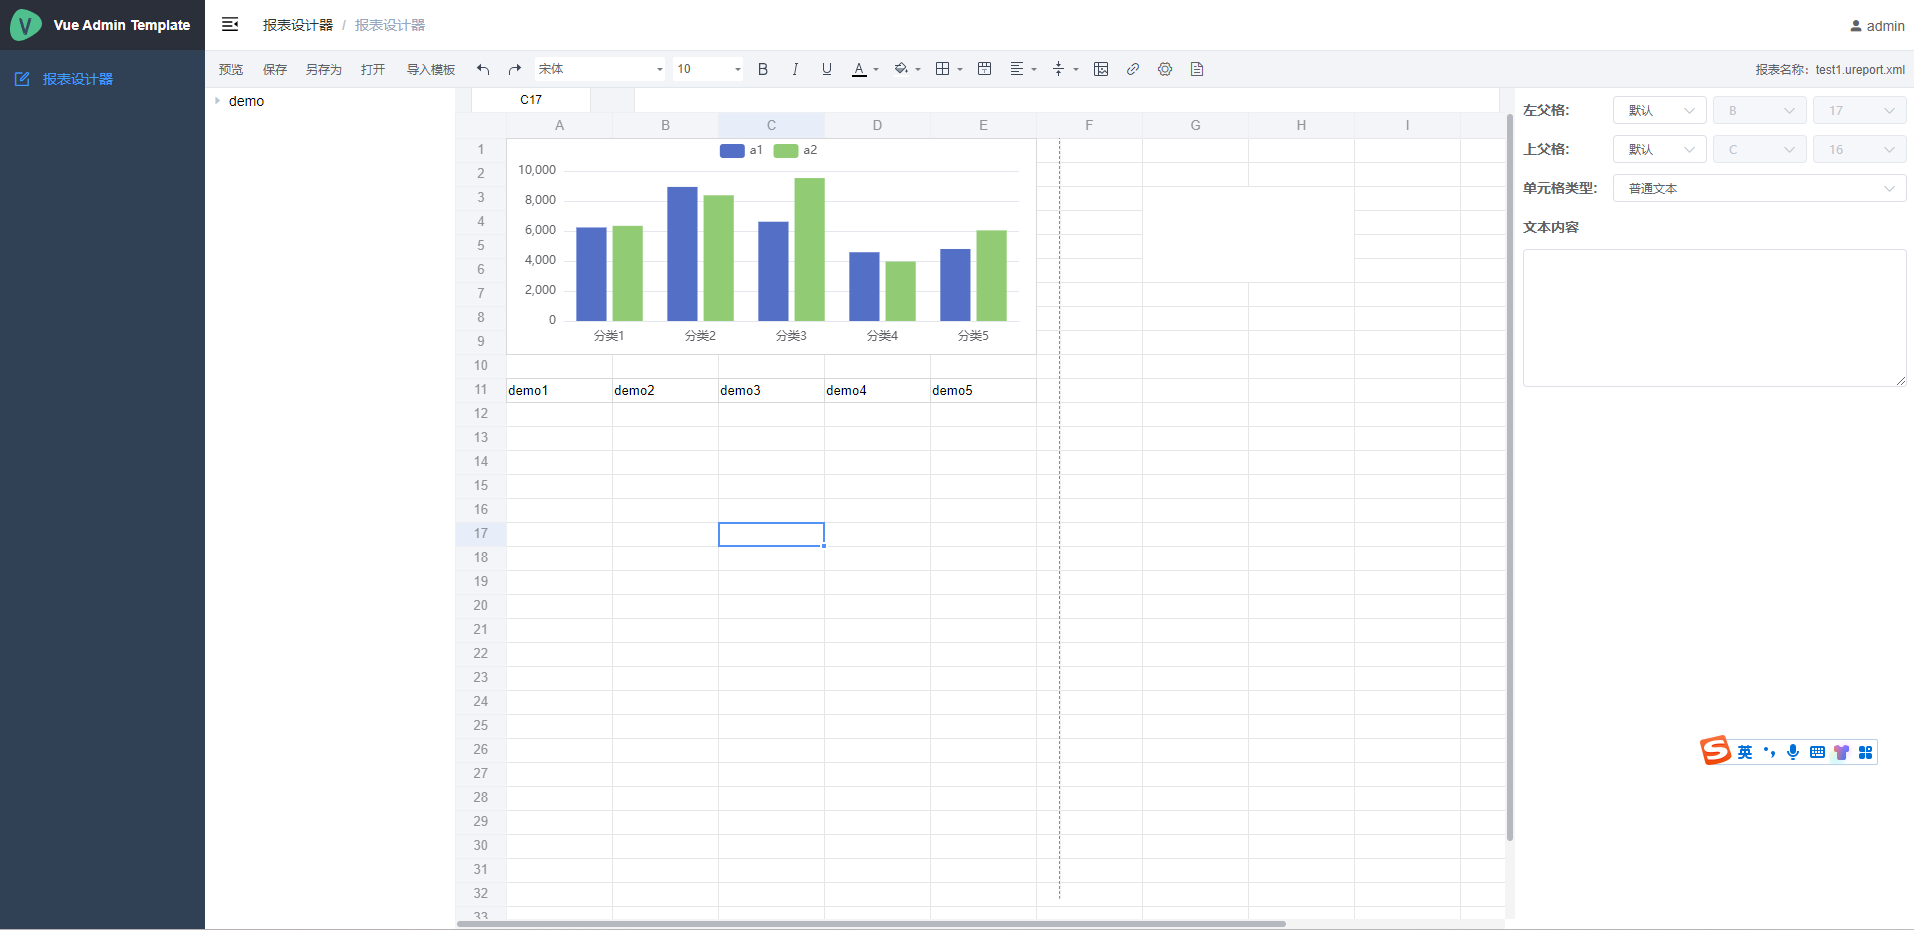 Vue Admin Template
报表设计器 / 报表设计器
admin
报表设计器
预览 保存 另存为 打开 导入模板 宋体 10 B I U A
报表名称: test1.ureport.xml
demo
C17
A B C D E F G H I
1
2
3
4
5
6
7
8
9
10
11
12
13
14
15
16
17
18
19
20
21
22
23
24
25
26
27
28
29
30
31
32
33
a1 a2
10,000
8,000
6,000
4,000
2,000
0
分类1 分类2 分类3 分类4 分类5
demo1 demo2 demo3 demo4 demo5
左父格: 默认 B 17
上父格: 默认 C 16
单元格类型: 普通文本
文本内容
S 英